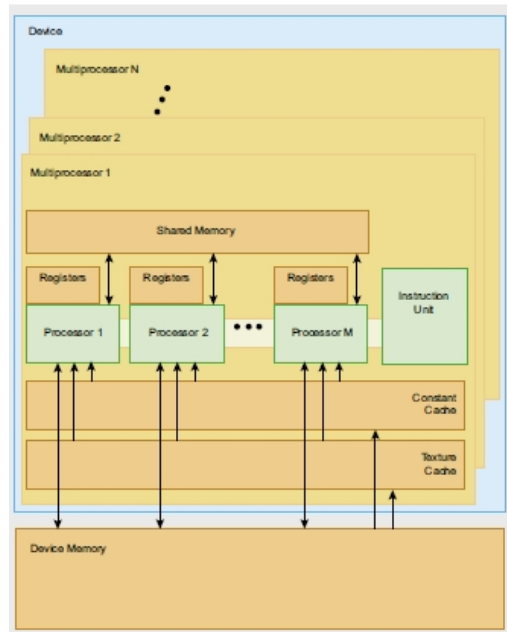 Device
Multiprocessor N
Multiprocessor 2
Multiprocessor 1
Shared Memory
Registers
Registers
Registers
Instruction
Unit
Processor 1
Processor 2
Processor M
Constant
Cache
Texture
Cache
Device Memory